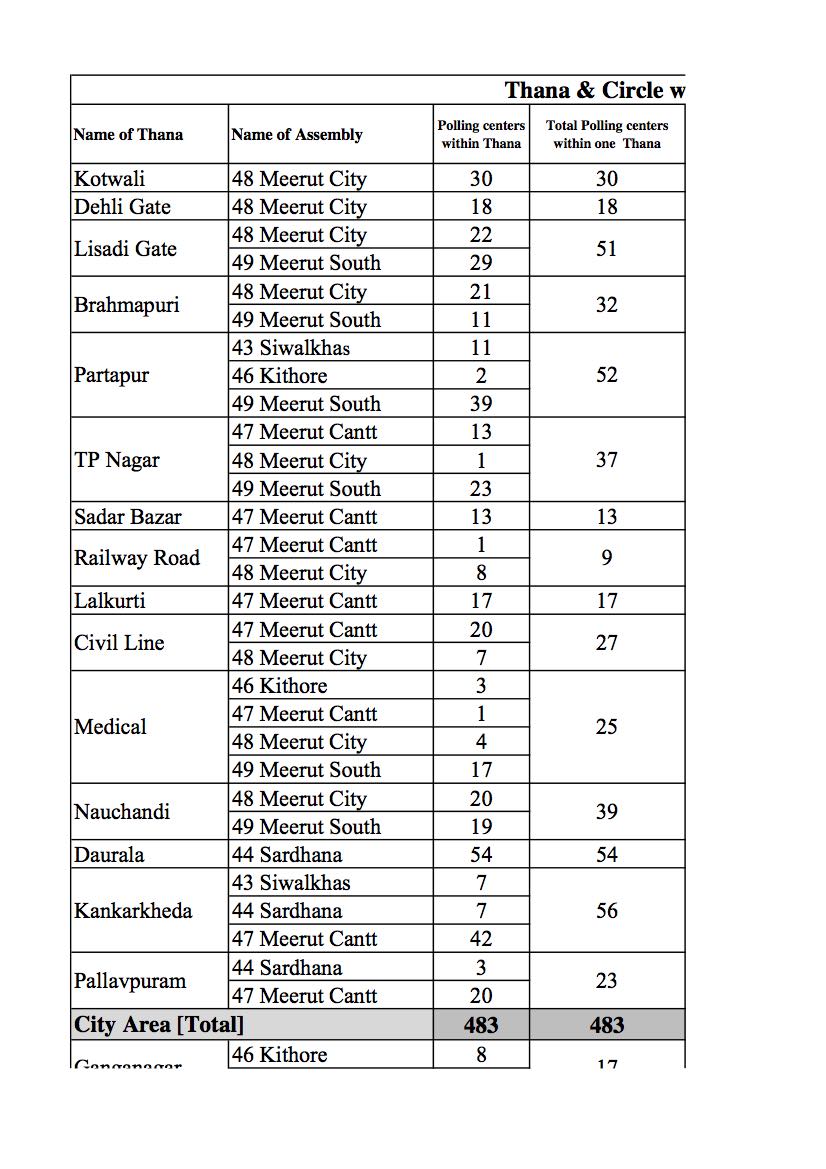 Thana & Circle w
Name of Thana Name of Assembly Polling centers within Thana Total Polling centers within one Thana
Kotwali 48 Meerut City 30 30
Dehli Gate 48 Meerut City 18 18
Lisadi Gate 48 Meerut City 22 51
49 Meerut South 29
Brahmapuri 48 Meerut City 21 32
49 Meerut South 11
Partapur 43 Siwalkhas 11 52
46 Kithore 2
49 Meerut South 39
TP Nagar 47 Meerut Cantt 13 37
48 Meerut City 1
49 Meerut South 23
Sadar Bazar 47 Meerut Cantt 13 13
Railway Road 47 Meerut Cantt 1 9
48 Meerut City 8
Lalkurti 47 Meerut Cantt 17 17
Civil Line 47 Meerut Cantt 20 27
48 Meerut City 7
Medical 46 Kithore 3 25
47 Meerut Cantt 1
48 Meerut City 4
49 Meerut South 17
Nauchandi 48 Meerut City 20 39
49 Meerut South 19
Daurala 44 Sardhana 54 54
Kankarkheda 43 Siwalkhas 7 56
44 Sardhana 7
47 Meerut Cantt 42
Pallavpuram 44 Sardhana 3 23
47 Meerut Cantt 20
City Area [Total] 483 483
Ganganagar 46 Kithore 8 17